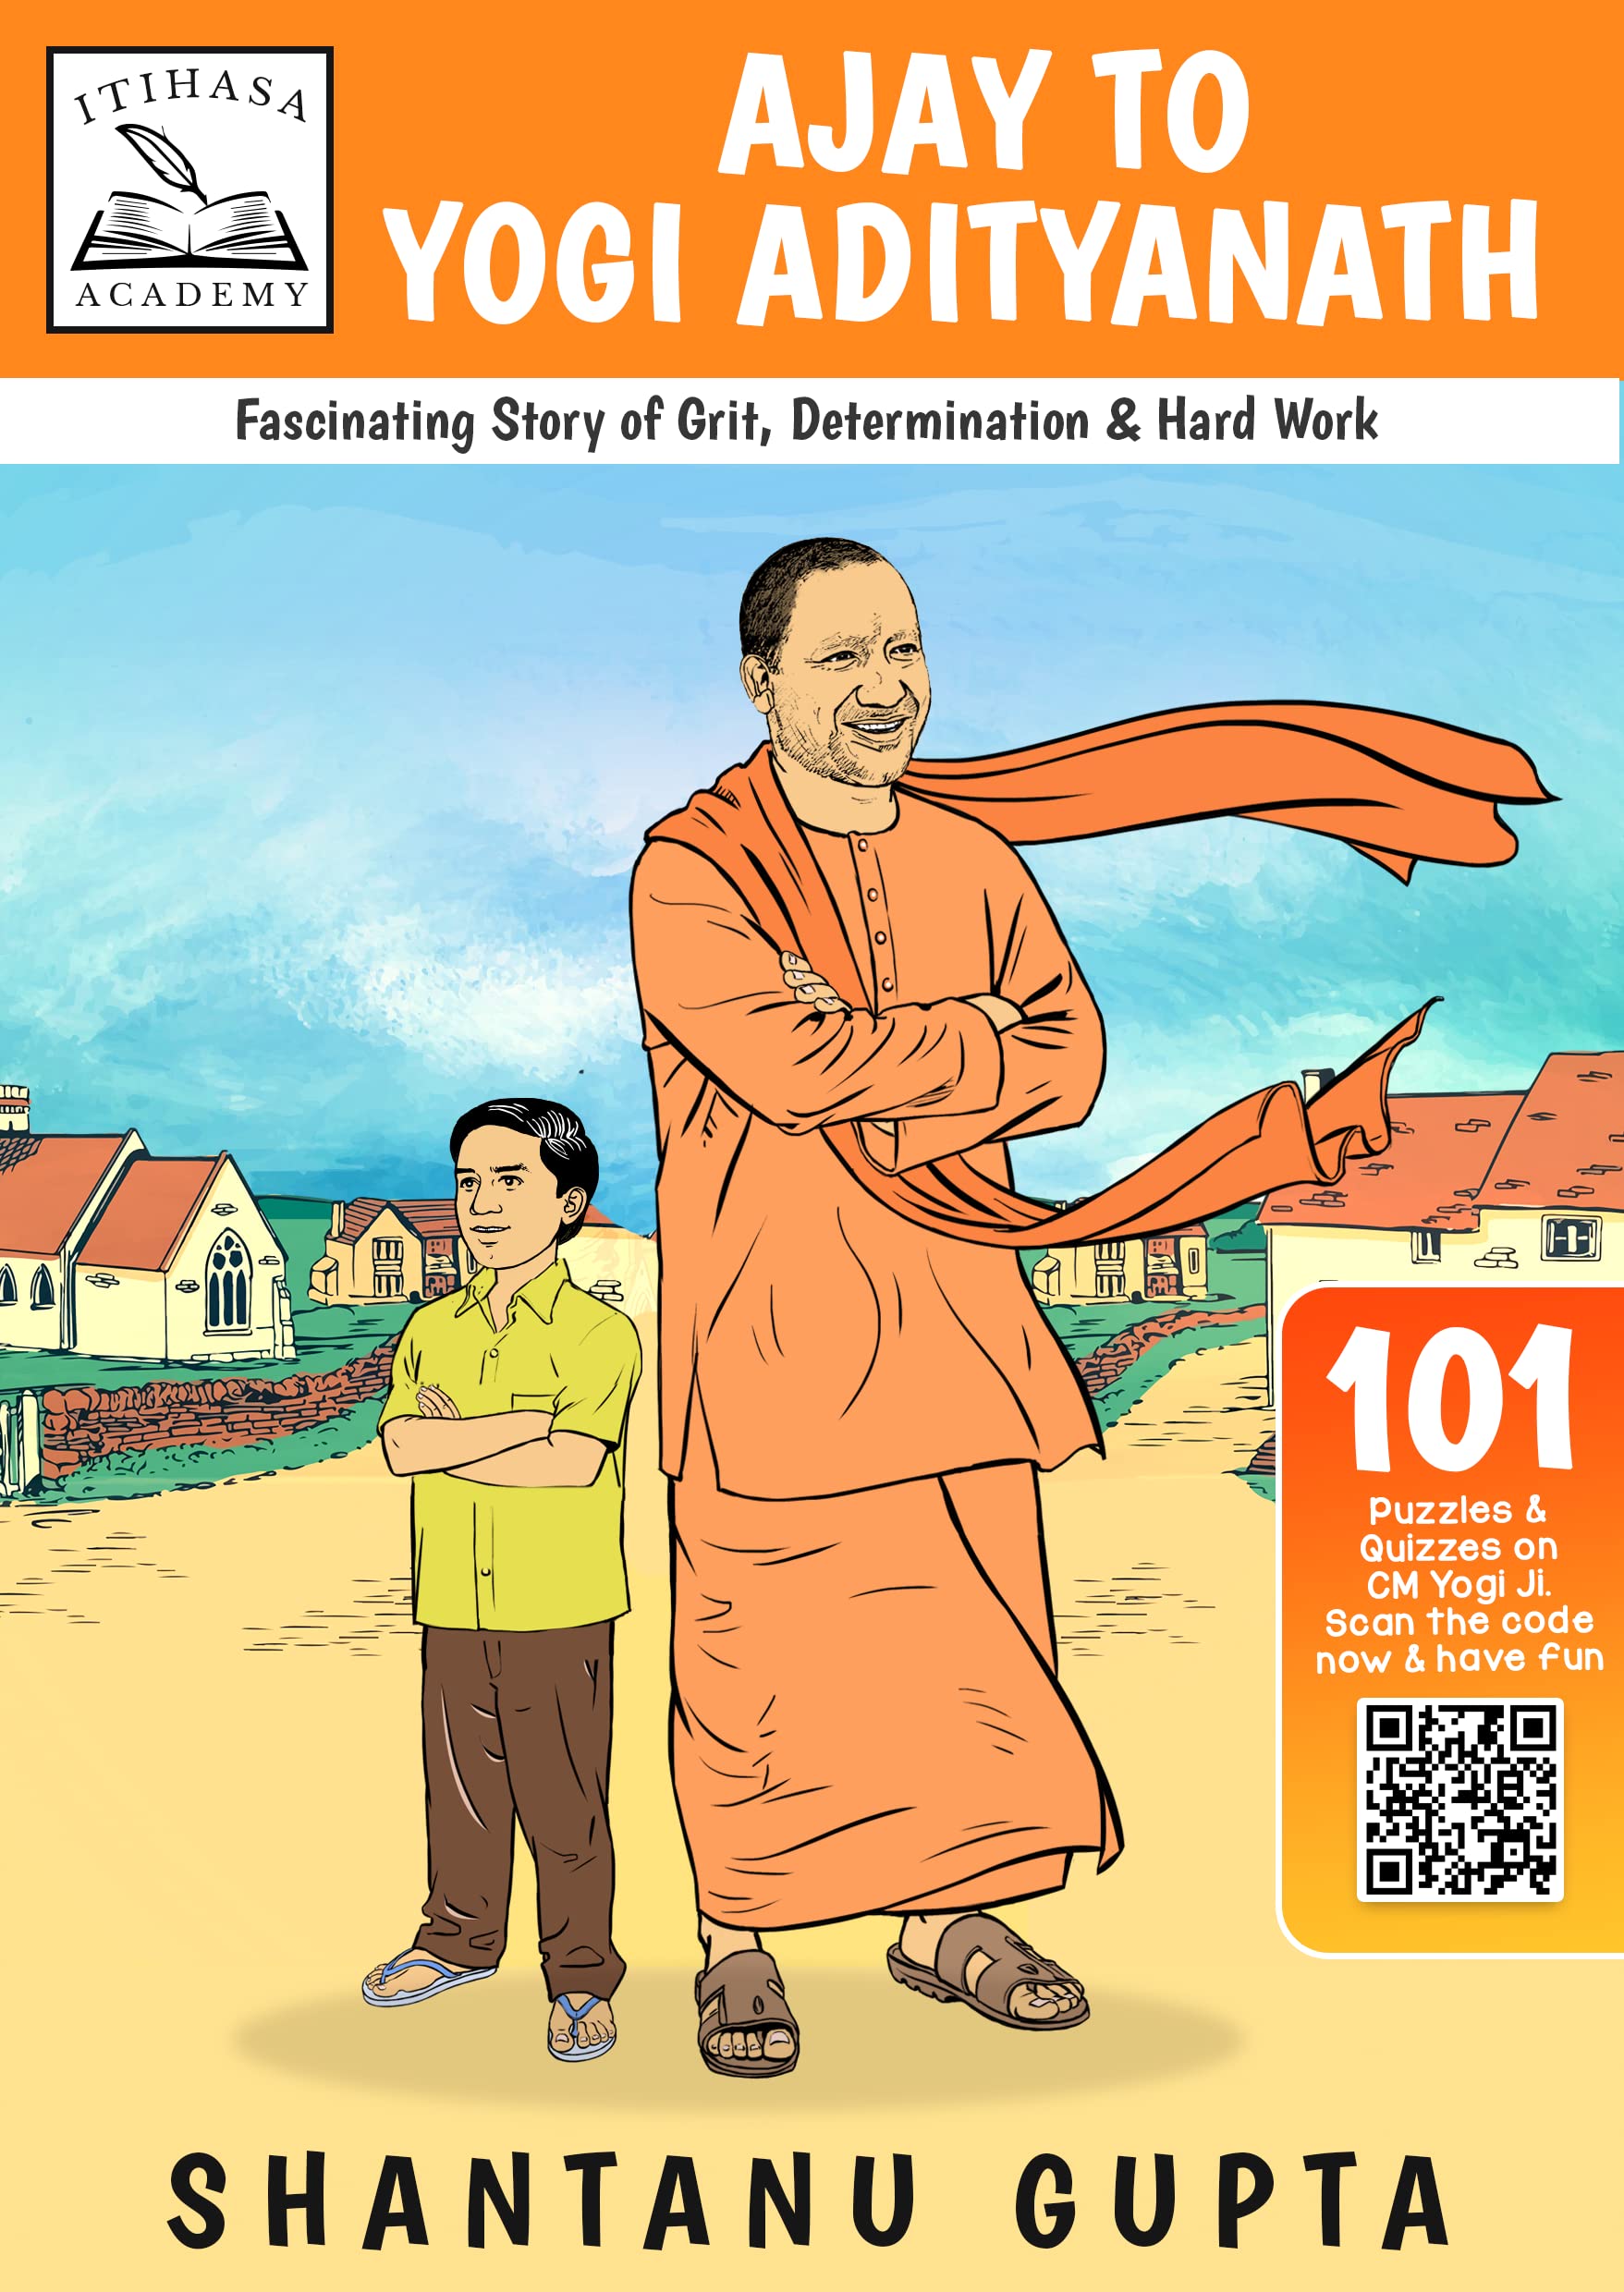 ITIHASA
ACADEMY
AJAY TO
YOGI ADITYANATH
Fascinating Story of Grit, Determination & Hard Work
101
Puzzles &
Quizzes on
CM Yogi Ji.
Scan the code
now & have fun
SHANTANU GUPTA